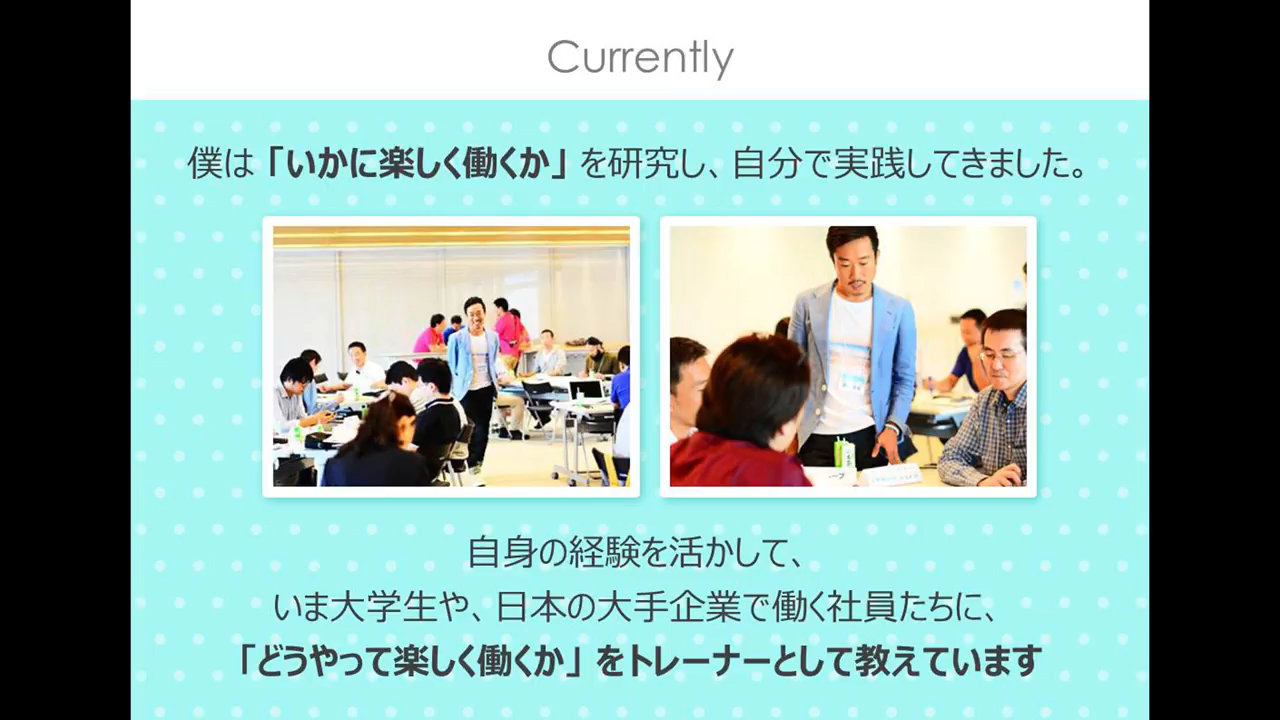 Currently
僕は「いかに楽しく働くか」を研究し、自分で実践してきました。
自身の経験を活かして、
いま大学生や、日本の大手企業で働く社員たちに、
「どうやって楽しく働くか」をトレーナーとして教えています